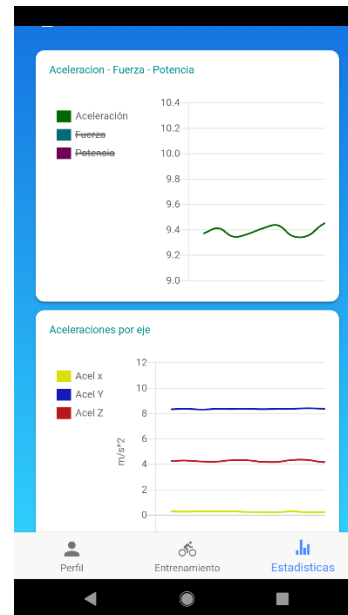 Aceleracion - Fuerza - Potencia
Aceleración
Fuerza
Potencia
10.4
10.2
10.0
9.8
9.6
9.4
9.2
9.0
Aceleraciones por eje
Acel x
Acel Y
Acel Z
m/s^2
12
10
8
6
4
2
0
Perfil
Entrenamiento
Estadisticas